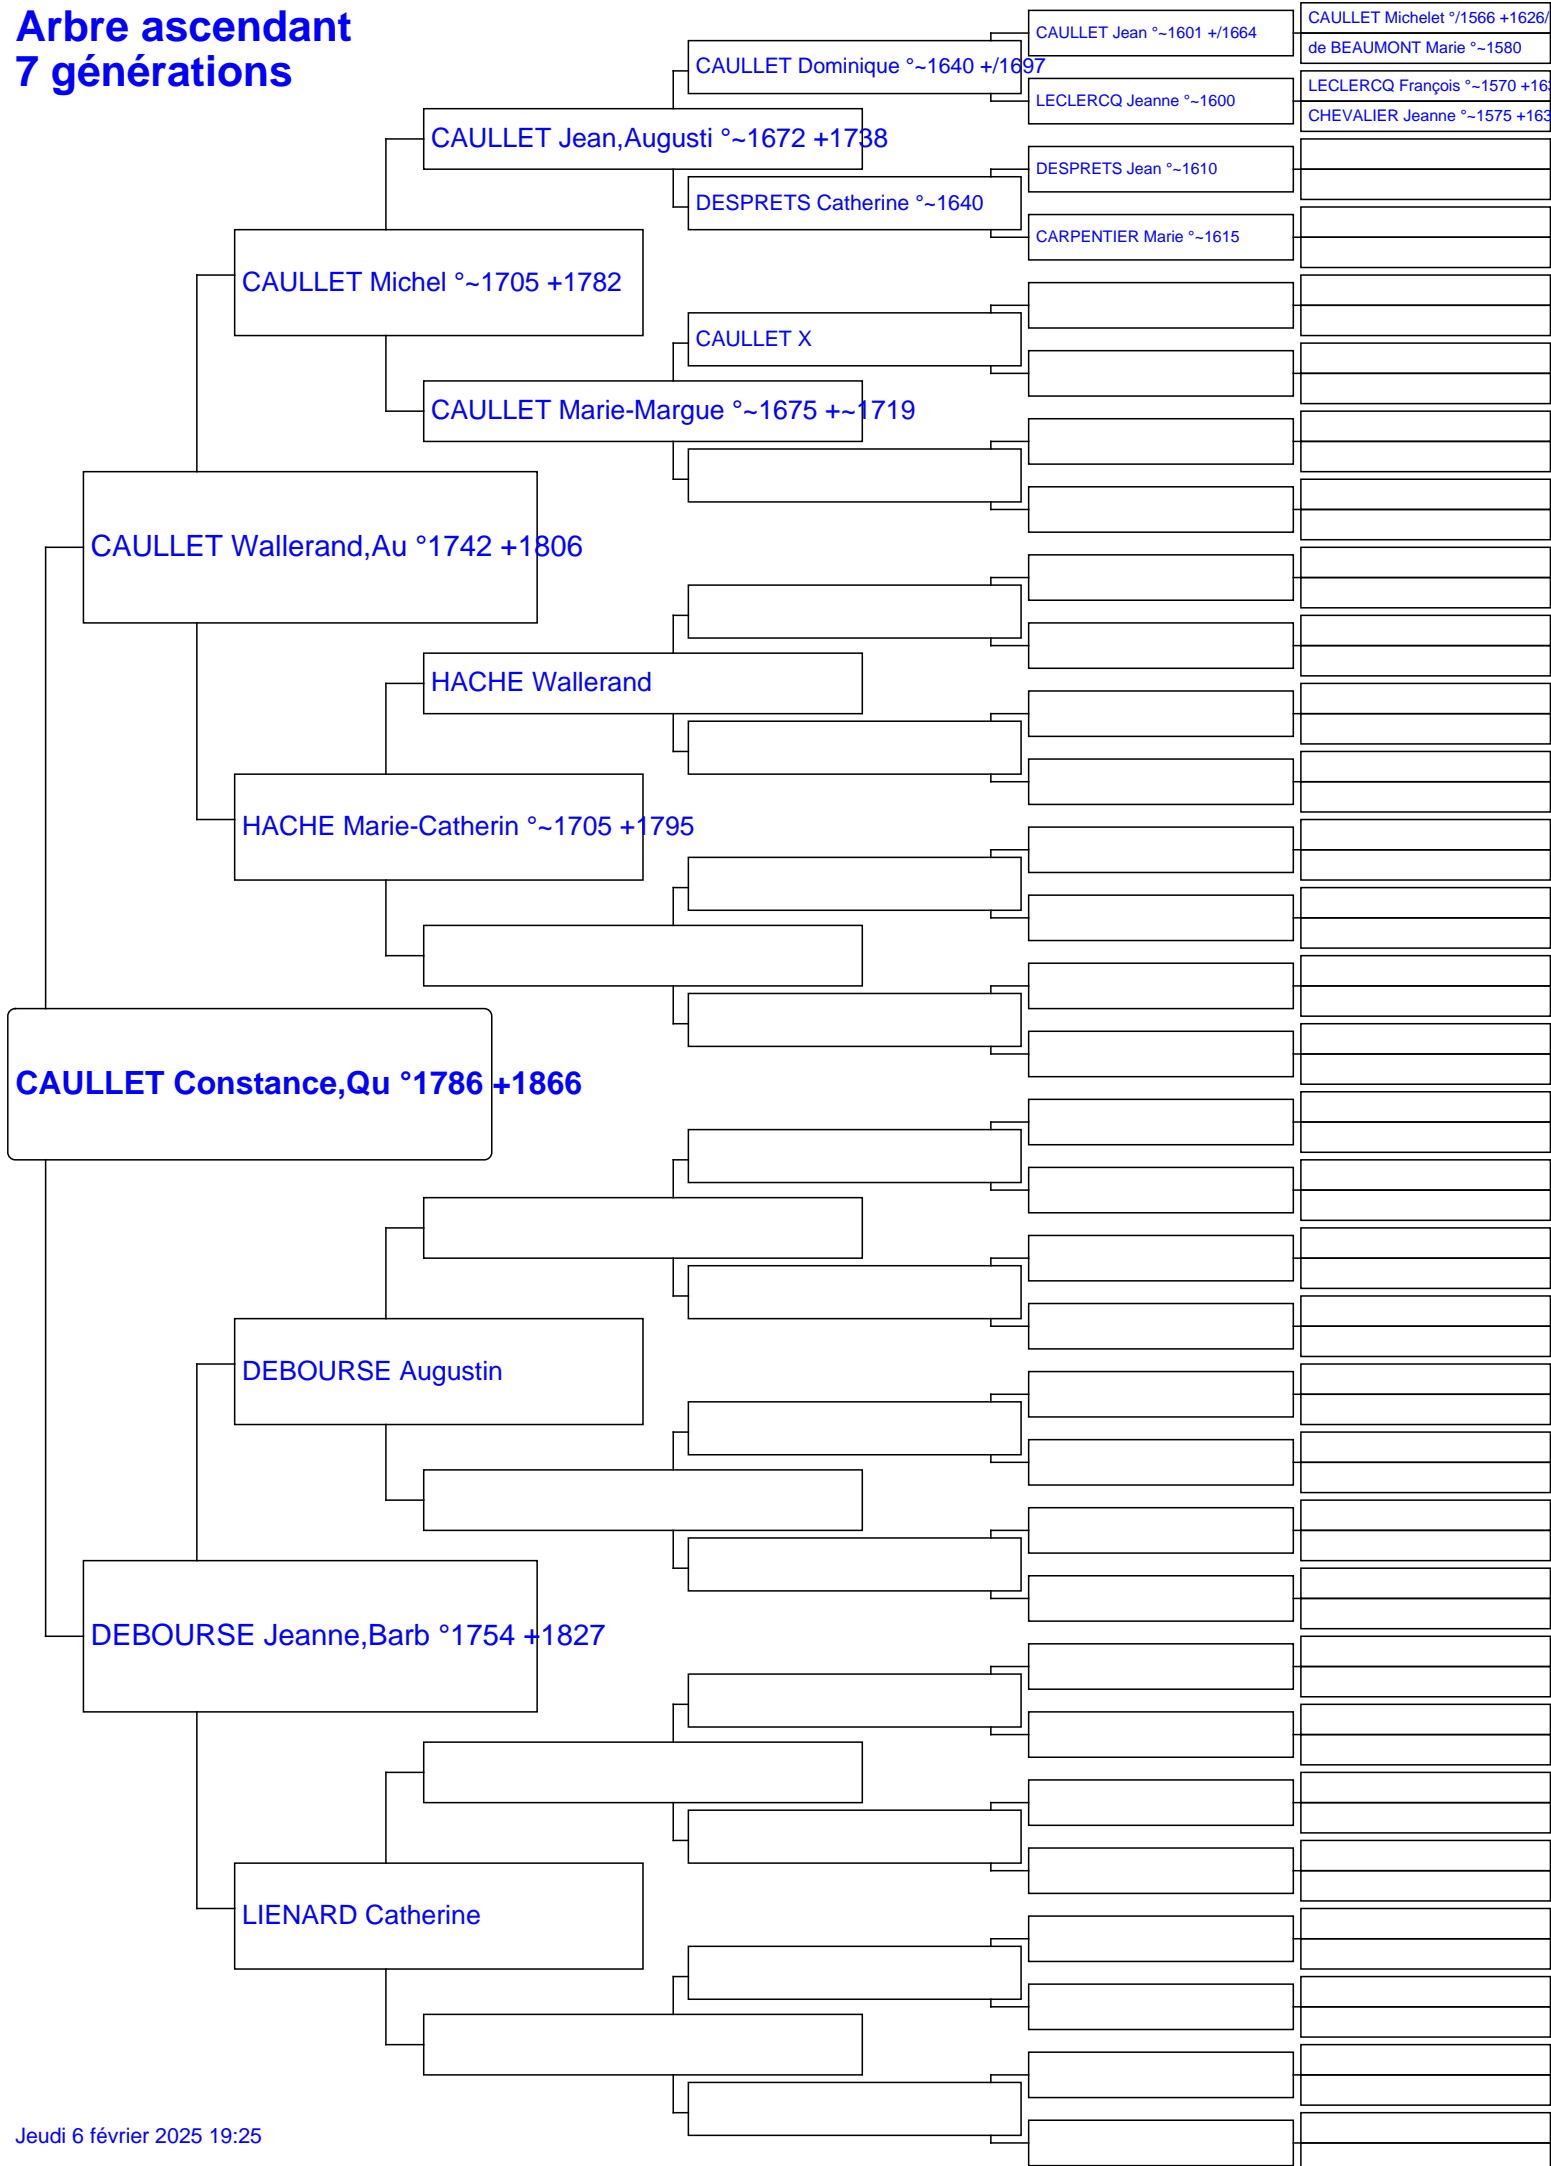 Arbre ascendant
7 générations
CAULLET Michelet °/1566 +1626/
CAULLET Jean °~1601 +/1664
de BEAUMONT Marie °~1580
CAULLET Dominique °~1640 +/1697
LECLERCQ François °~1570 +163
LECLERCQ Jeanne °~1600
CHEVALIER Jeanne °~1575 +163
CAULLET Jean,Augusti °~1672 +1738
DESPRETS Jean °~1610
DESPRETS Catherine °~1640
CARPENTIER Marie °~1615
CAULLET Michel °~1705 +1782
CAULLET X
CAULLET Marie-Margue °~1675 +~1719
CAULLET Wallerand,Au °1742 +1806
HACHE Wallerand
HACHE Marie-Catherin °~1705 +1795
CAULLET Constance,Qu °1786 +1866
DEBOURSE Augustin
DEBOURSE Jeanne,Barb °1754 +1827
LIENARD Catherine
Jeudi 6 février 2025 19:25